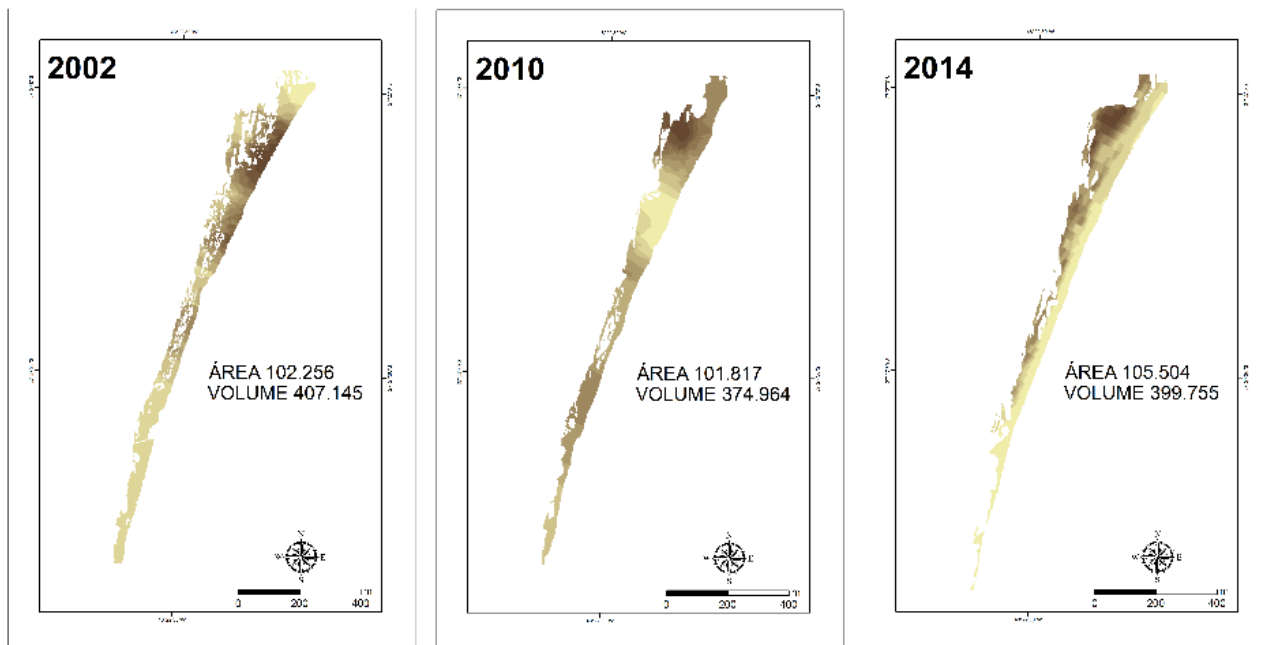 2002
ÁREA 102.256
VOLUME 407.145
N
W E
S
0 200 400 m
2010
ÁREA 101.817
VOLUME 374.964
N
W E
S
0 200 400 m
2014
ÁREA 105.504
VOLUME 399.755
N
W E
S
0 200 400 m